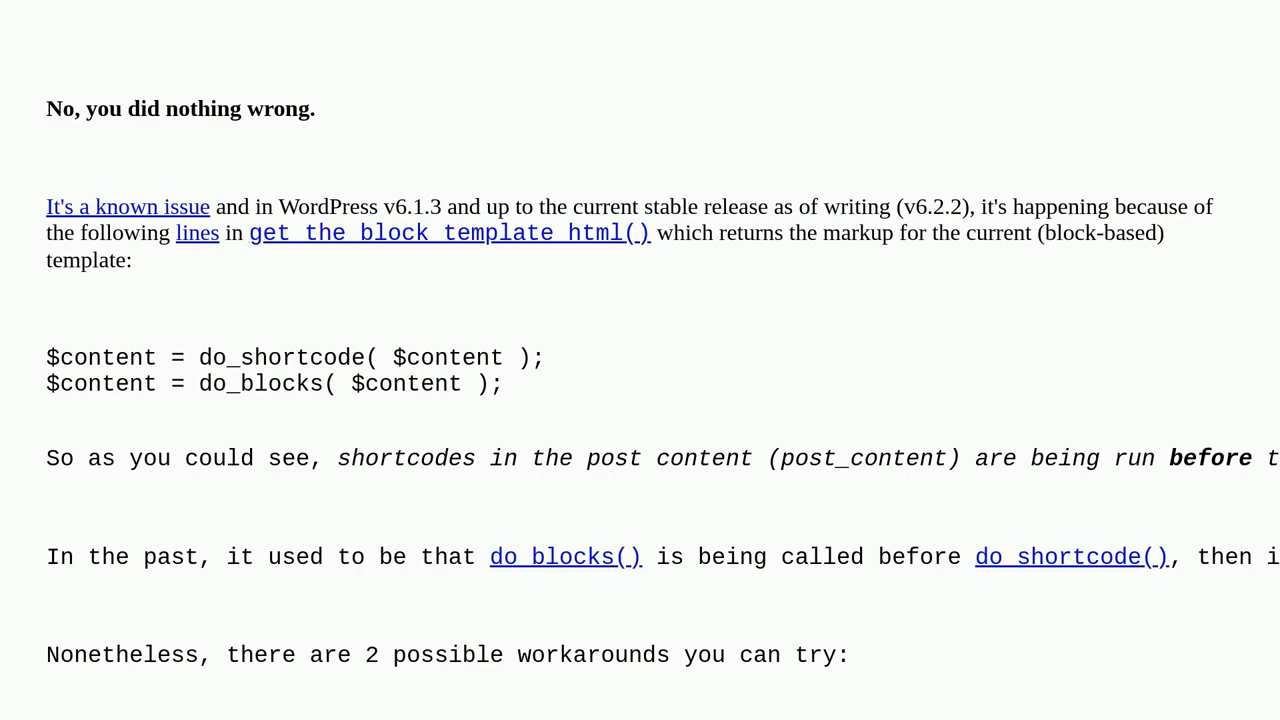 No, you did nothing wrong.
It's a known issue and in WordPress v6.1.3 and up to the current stable release as of writing (v6.2.2), it's happening because of
the following lines in get_the_block_template_html() which returns the markup for the current (block-based)
template:
$content = do_shortcode( $content );
$content = do_blocks( $content );
So as you could see, shortcodes in the post content (post_content) are being run before t
In the past, it used to be that do_blocks() is being called before do_shortcode(), then i
Nonetheless, there are 2 possible workarounds you can try: